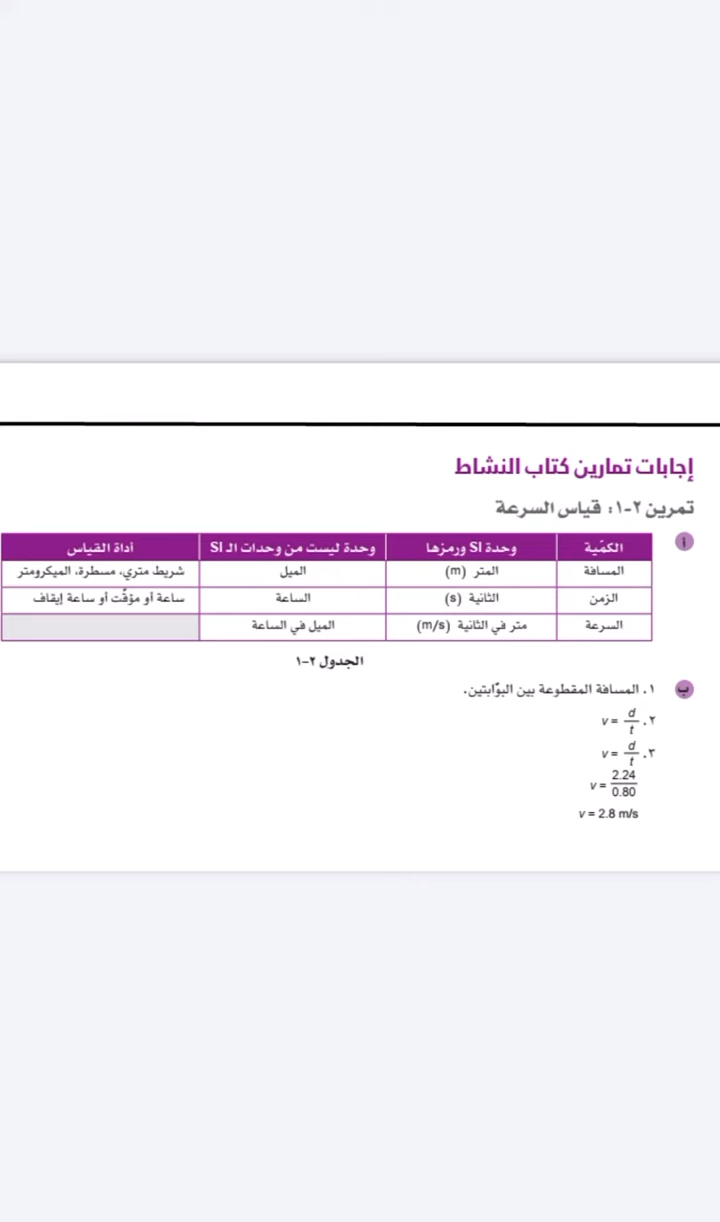 إجابات تمارين كتاب النشاط
تمرين ٢-١: قياس السرعة
أ
الكمّية وحدة SI ورمزها وحدة ليست من وحدات الـ SI أداة القياس
المسافة المتر (m) الميل شريط متري، مسطرة، الميكرومتر
الزمن الثانية (s) الساعة ساعة أو مؤقّت أو ساعة إيقاف
السرعة متر في الثانية (m/s) الميل في الساعة
الجدول ٢-١
ب ١. المسافة المقطوعة بين البوّابتين.
٢. v = d/t
٣. v = d/t
v = 2.24/0.80
v = 2.8 m/s